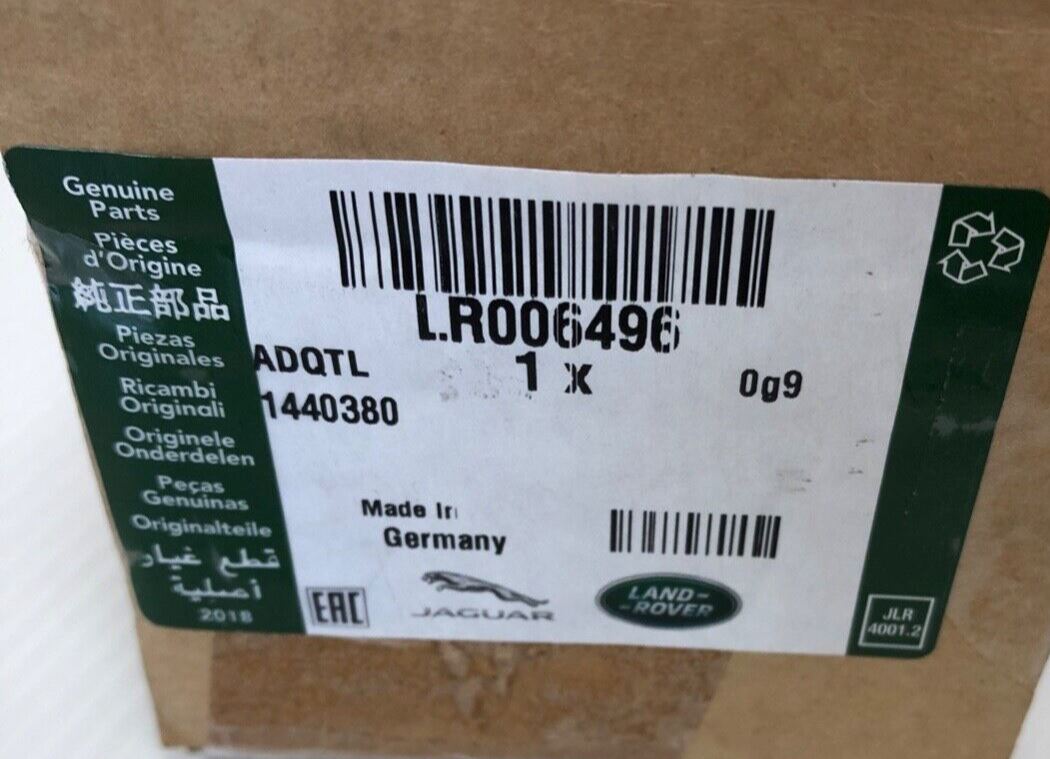 Genuine
Parts
Pièces
d'Origine
純正部品
Piezas
Originales
Ricambi
Originali
Originele
Onderdelen
Peças
Genuinas
Originalteile
قطع غيار
أصلية
2018
LR006496
ADQTL
1 x
0g9
1440380
Made In
Germany
EAC
JAGUAR
LAND-
-ROVER
JLR
4001.2